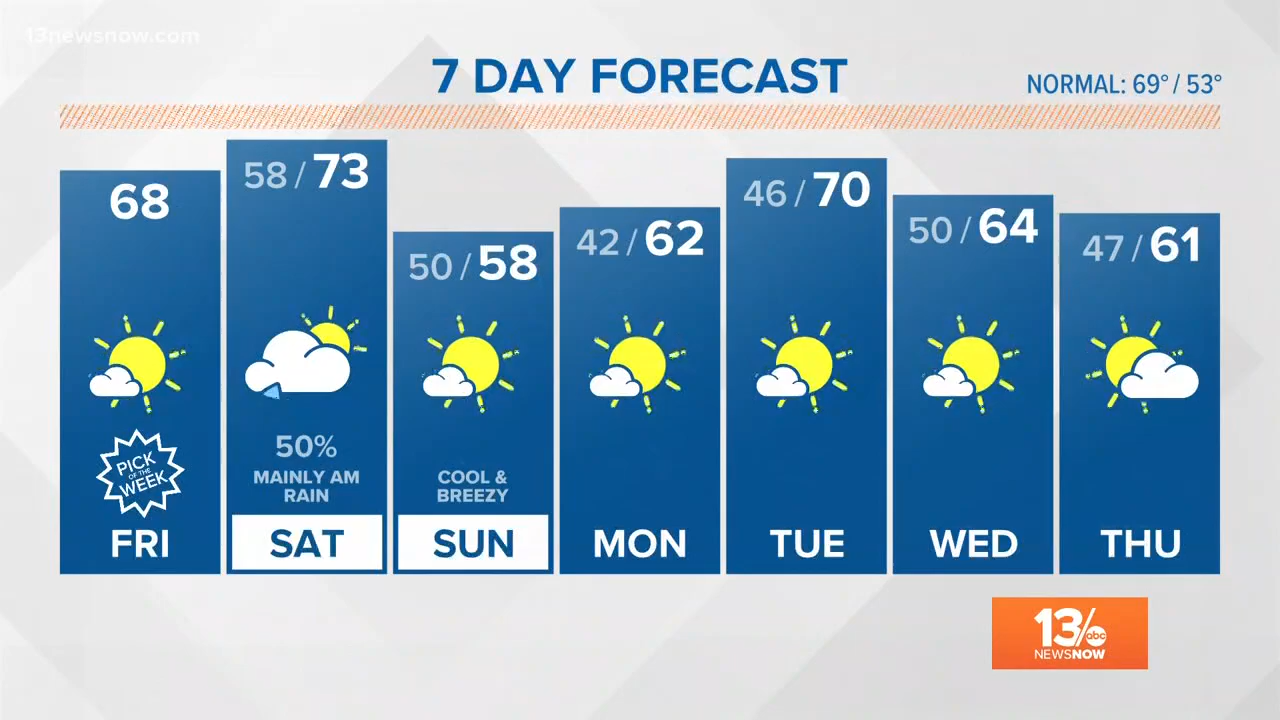 13newsnow.com
7 DAY FORECAST
NORMAL: 69° / 53°
68
PICK
OF THE
WEEK
FRI
58 / 73
50%
MAINLY AM
RAIN
SAT
50 / 58
COOL &
BREEZY
SUN
42 / 62
MON
46 / 70
TUE
50 / 64
WED
47 / 61
THU
13 abc
NEWSNOW